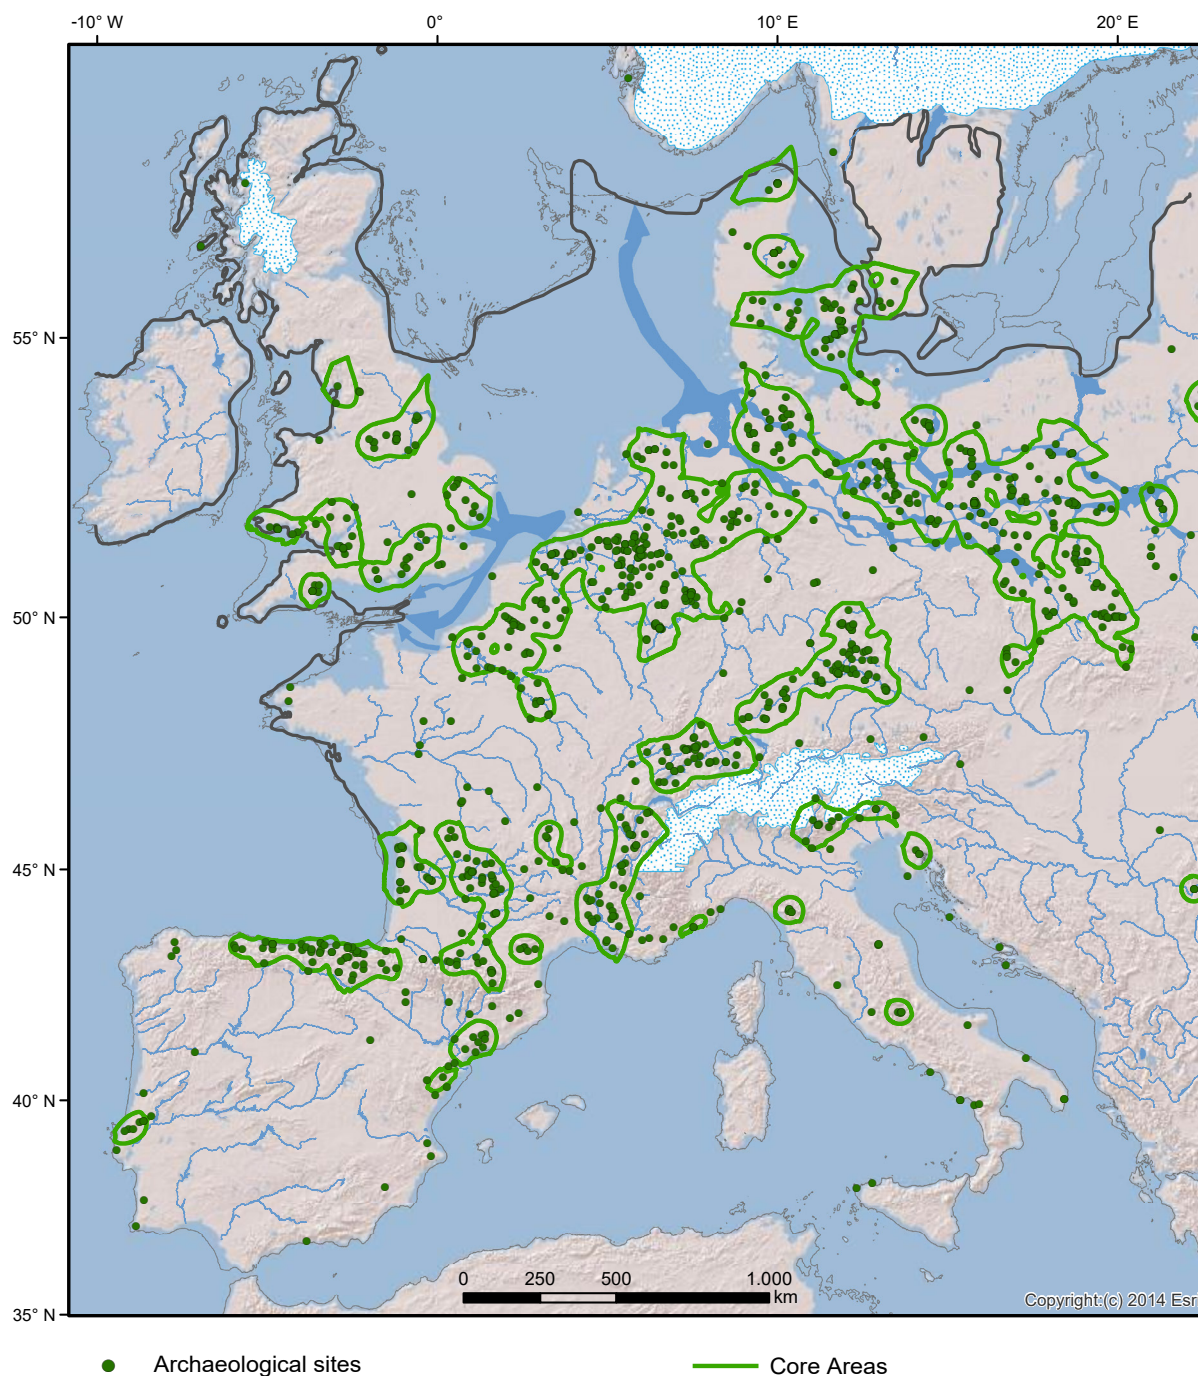 -10° W 0° 10° E 20° E
55° N
50° N
45° N
40° N
35° N
0 250 500 1.000
km
Copyright:(c) 2014 Esri
Archaeological sites Core Areas